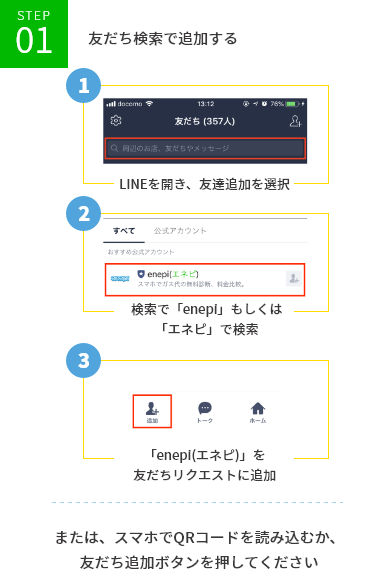 STEP
01
友だち検索で追加する
1
docomo 13:12 76%
友だち (357人)
周辺のお店、友だちやメッセージ
LINEを開き、友達追加を選択
2
すべて 公式アカウント
おすすめ公式アカウント
enepi(エネピ)
スマホでガス代の無料診断、料金比較。
検索で「enepi」もしくは
「エネピ」で検索
3
追加 トーク ホーム
「enepi(エネピ)」を
友だちリクエストに追加
または、スマホでQRコードを読み込むか、
友だち追加ボタンを押してください